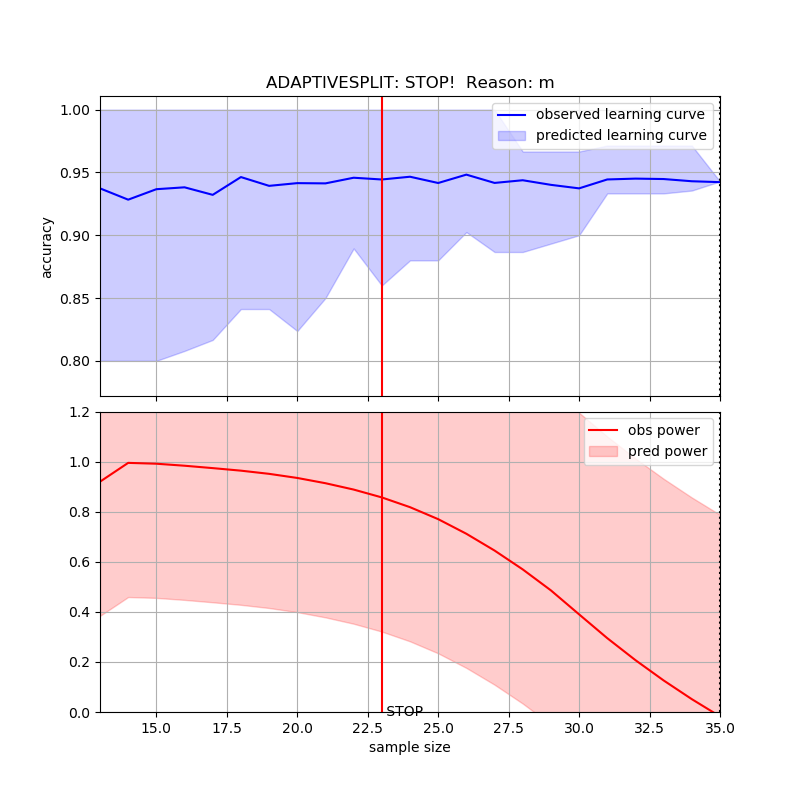 ADAPTIVESPLIT: STOP!  Reason: m
observed learning curve
predicted learning curve
1.00
0.95
0.90
0.85
0.80
accuracy
obs power
pred power
1.2
1.0
0.8
0.6
0.4
0.2
0.0
STOP
15.0 17.5 20.0 22.5 25.0 27.5 30.0 32.5 35.0
sample size